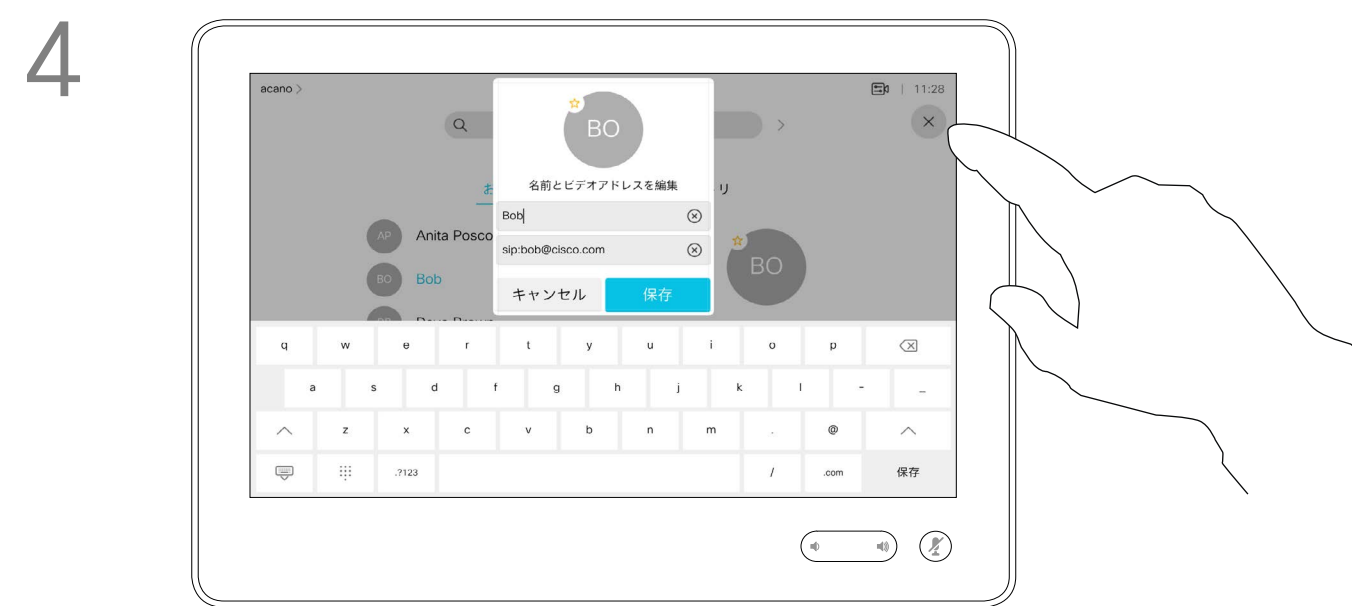 4
acano >
11:28
BO
名前とビデオアドレスを編集
お
リ
Bob
AP
Anita Posco
sip:bob@cisco.com
BO
BO
Bob
キャンセル
保存
q w e r t y u i o p
a s d f g h j k l - _
z x c v b n m . @
.?123 / .com 保存